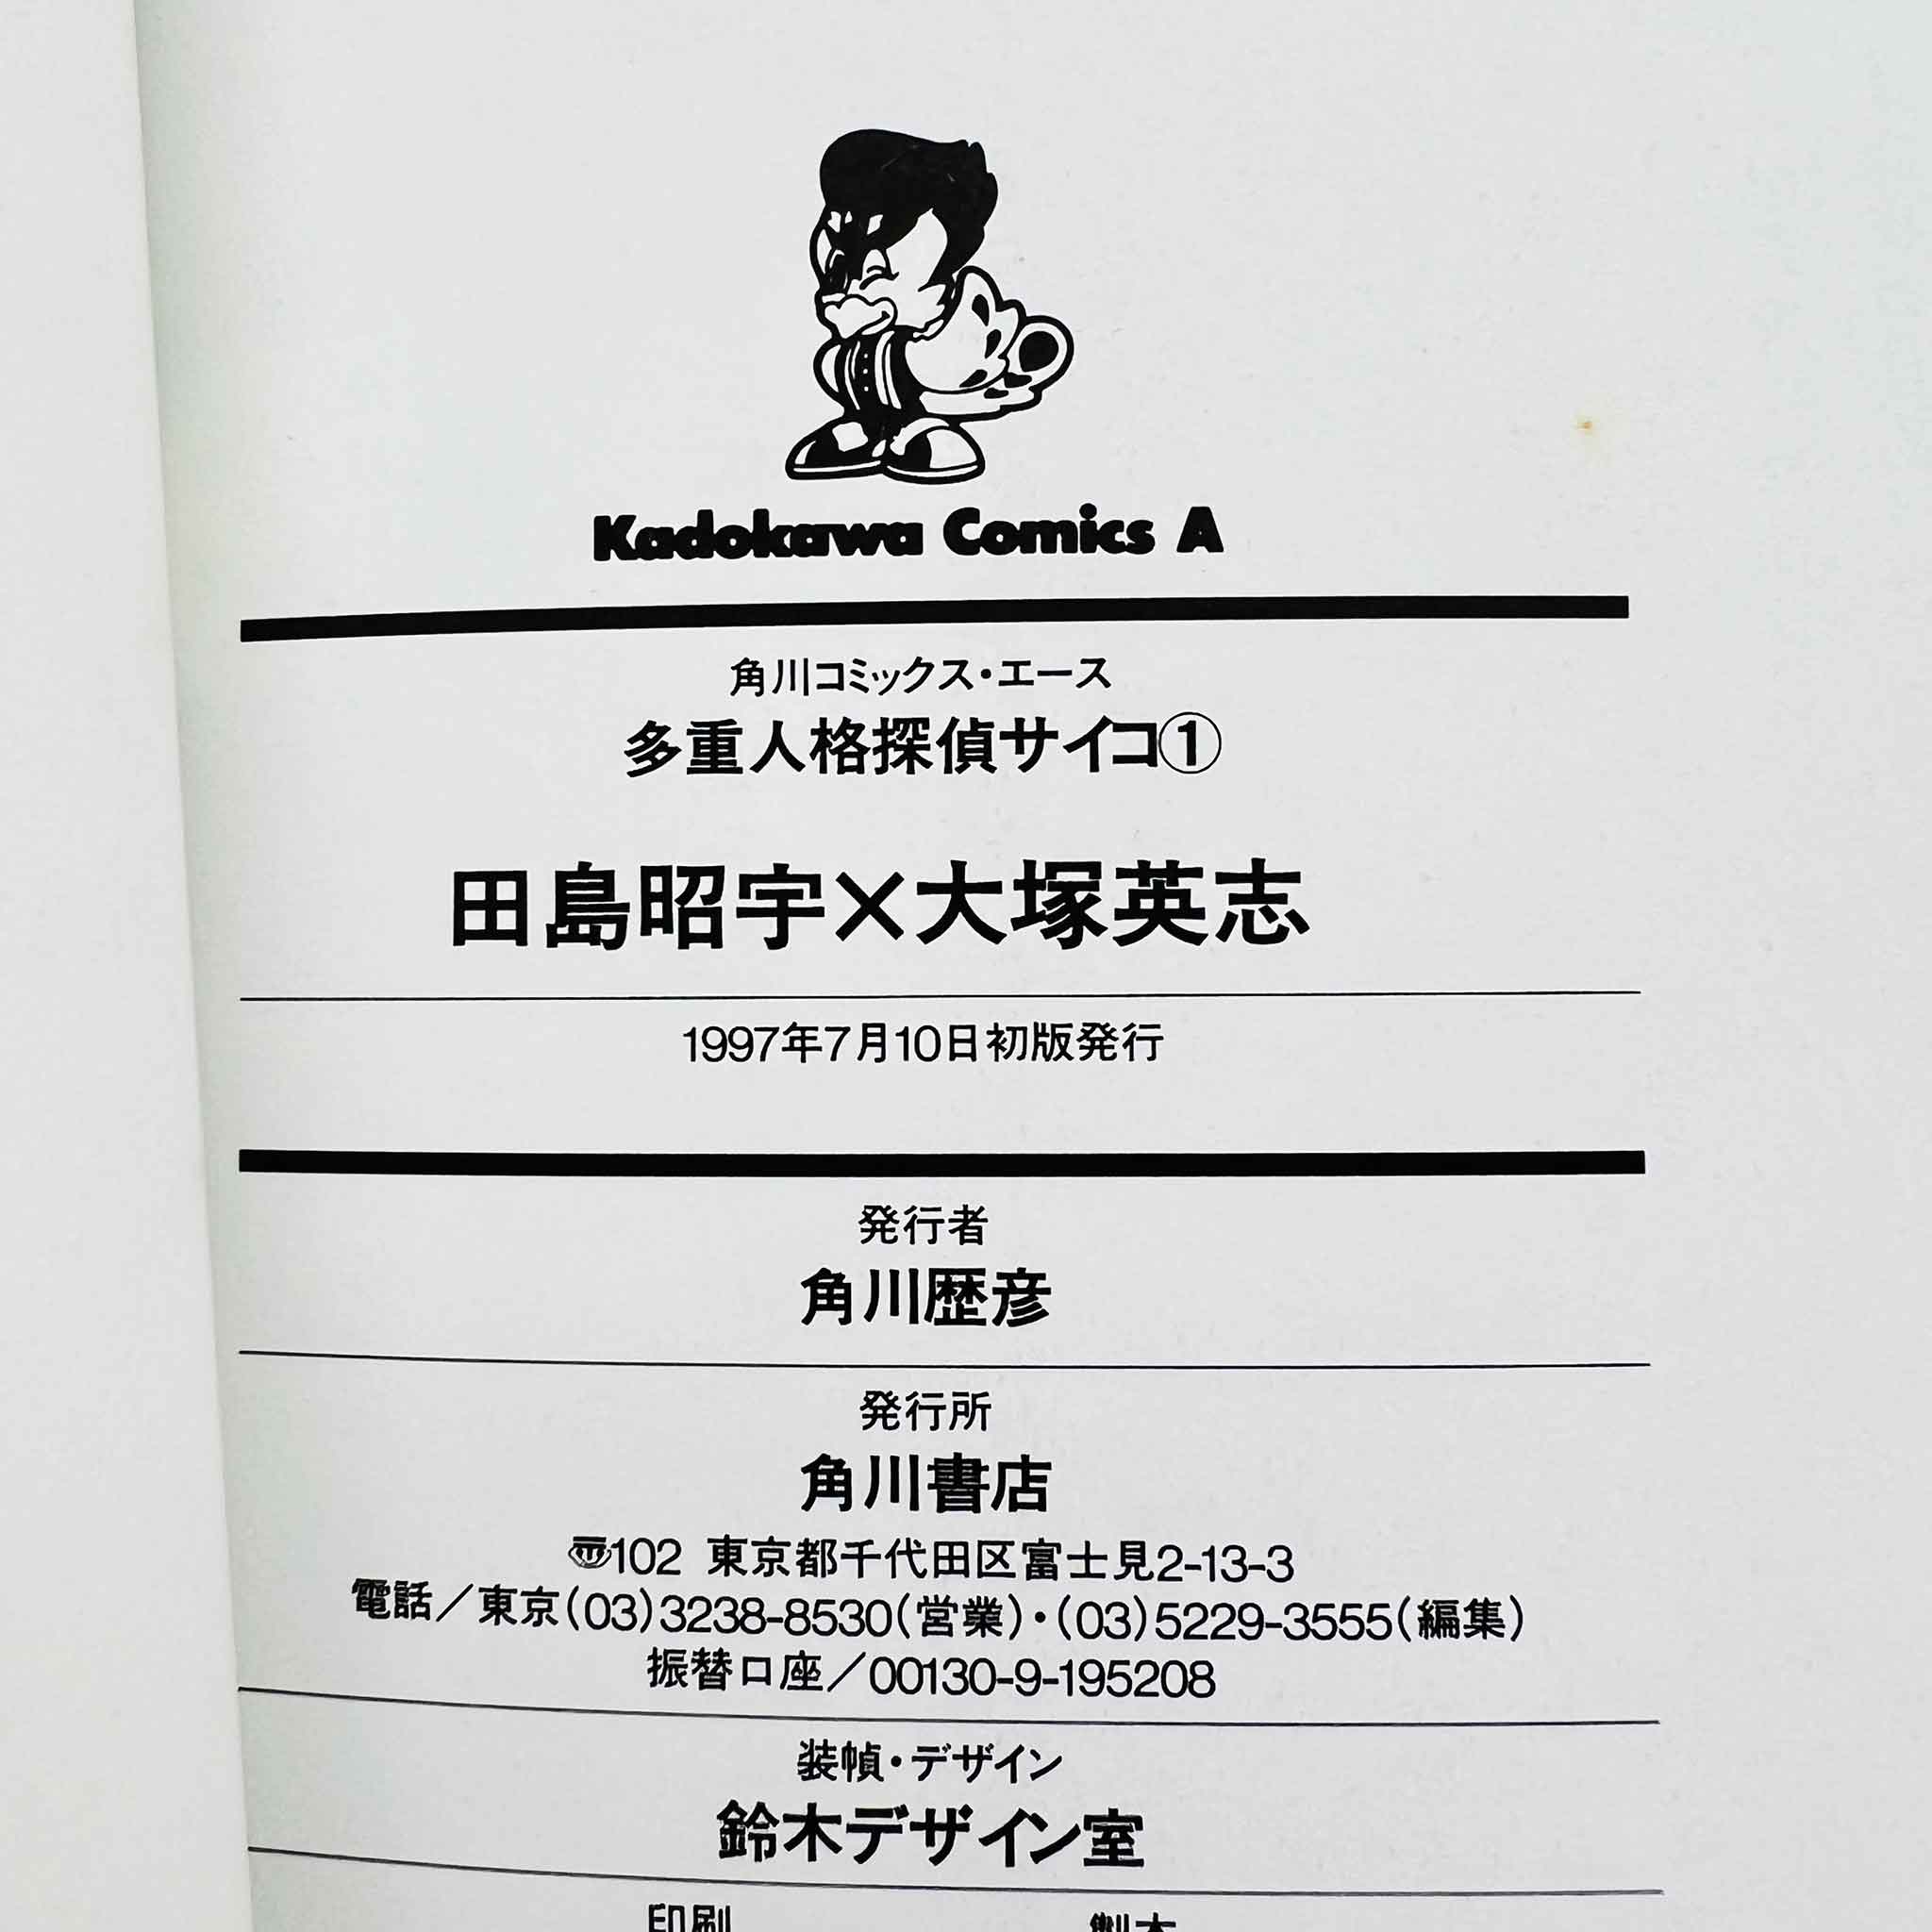 Kadokawa Comics A
角川コミックス・エース
多重人格探偵サイコ①
田島昭宇×大塚英志
1997年7月10日初版発行
発行者
角川歴彦
発行所
角川書店
〠102 東京都千代田区富士見2-13-3
電話／東京(03)3238-8530(営業)・(03)5229-3555(編集)
振替口座／00130-9-195208
装幀・デザイン
鈴木デザイン室
印刷 製本